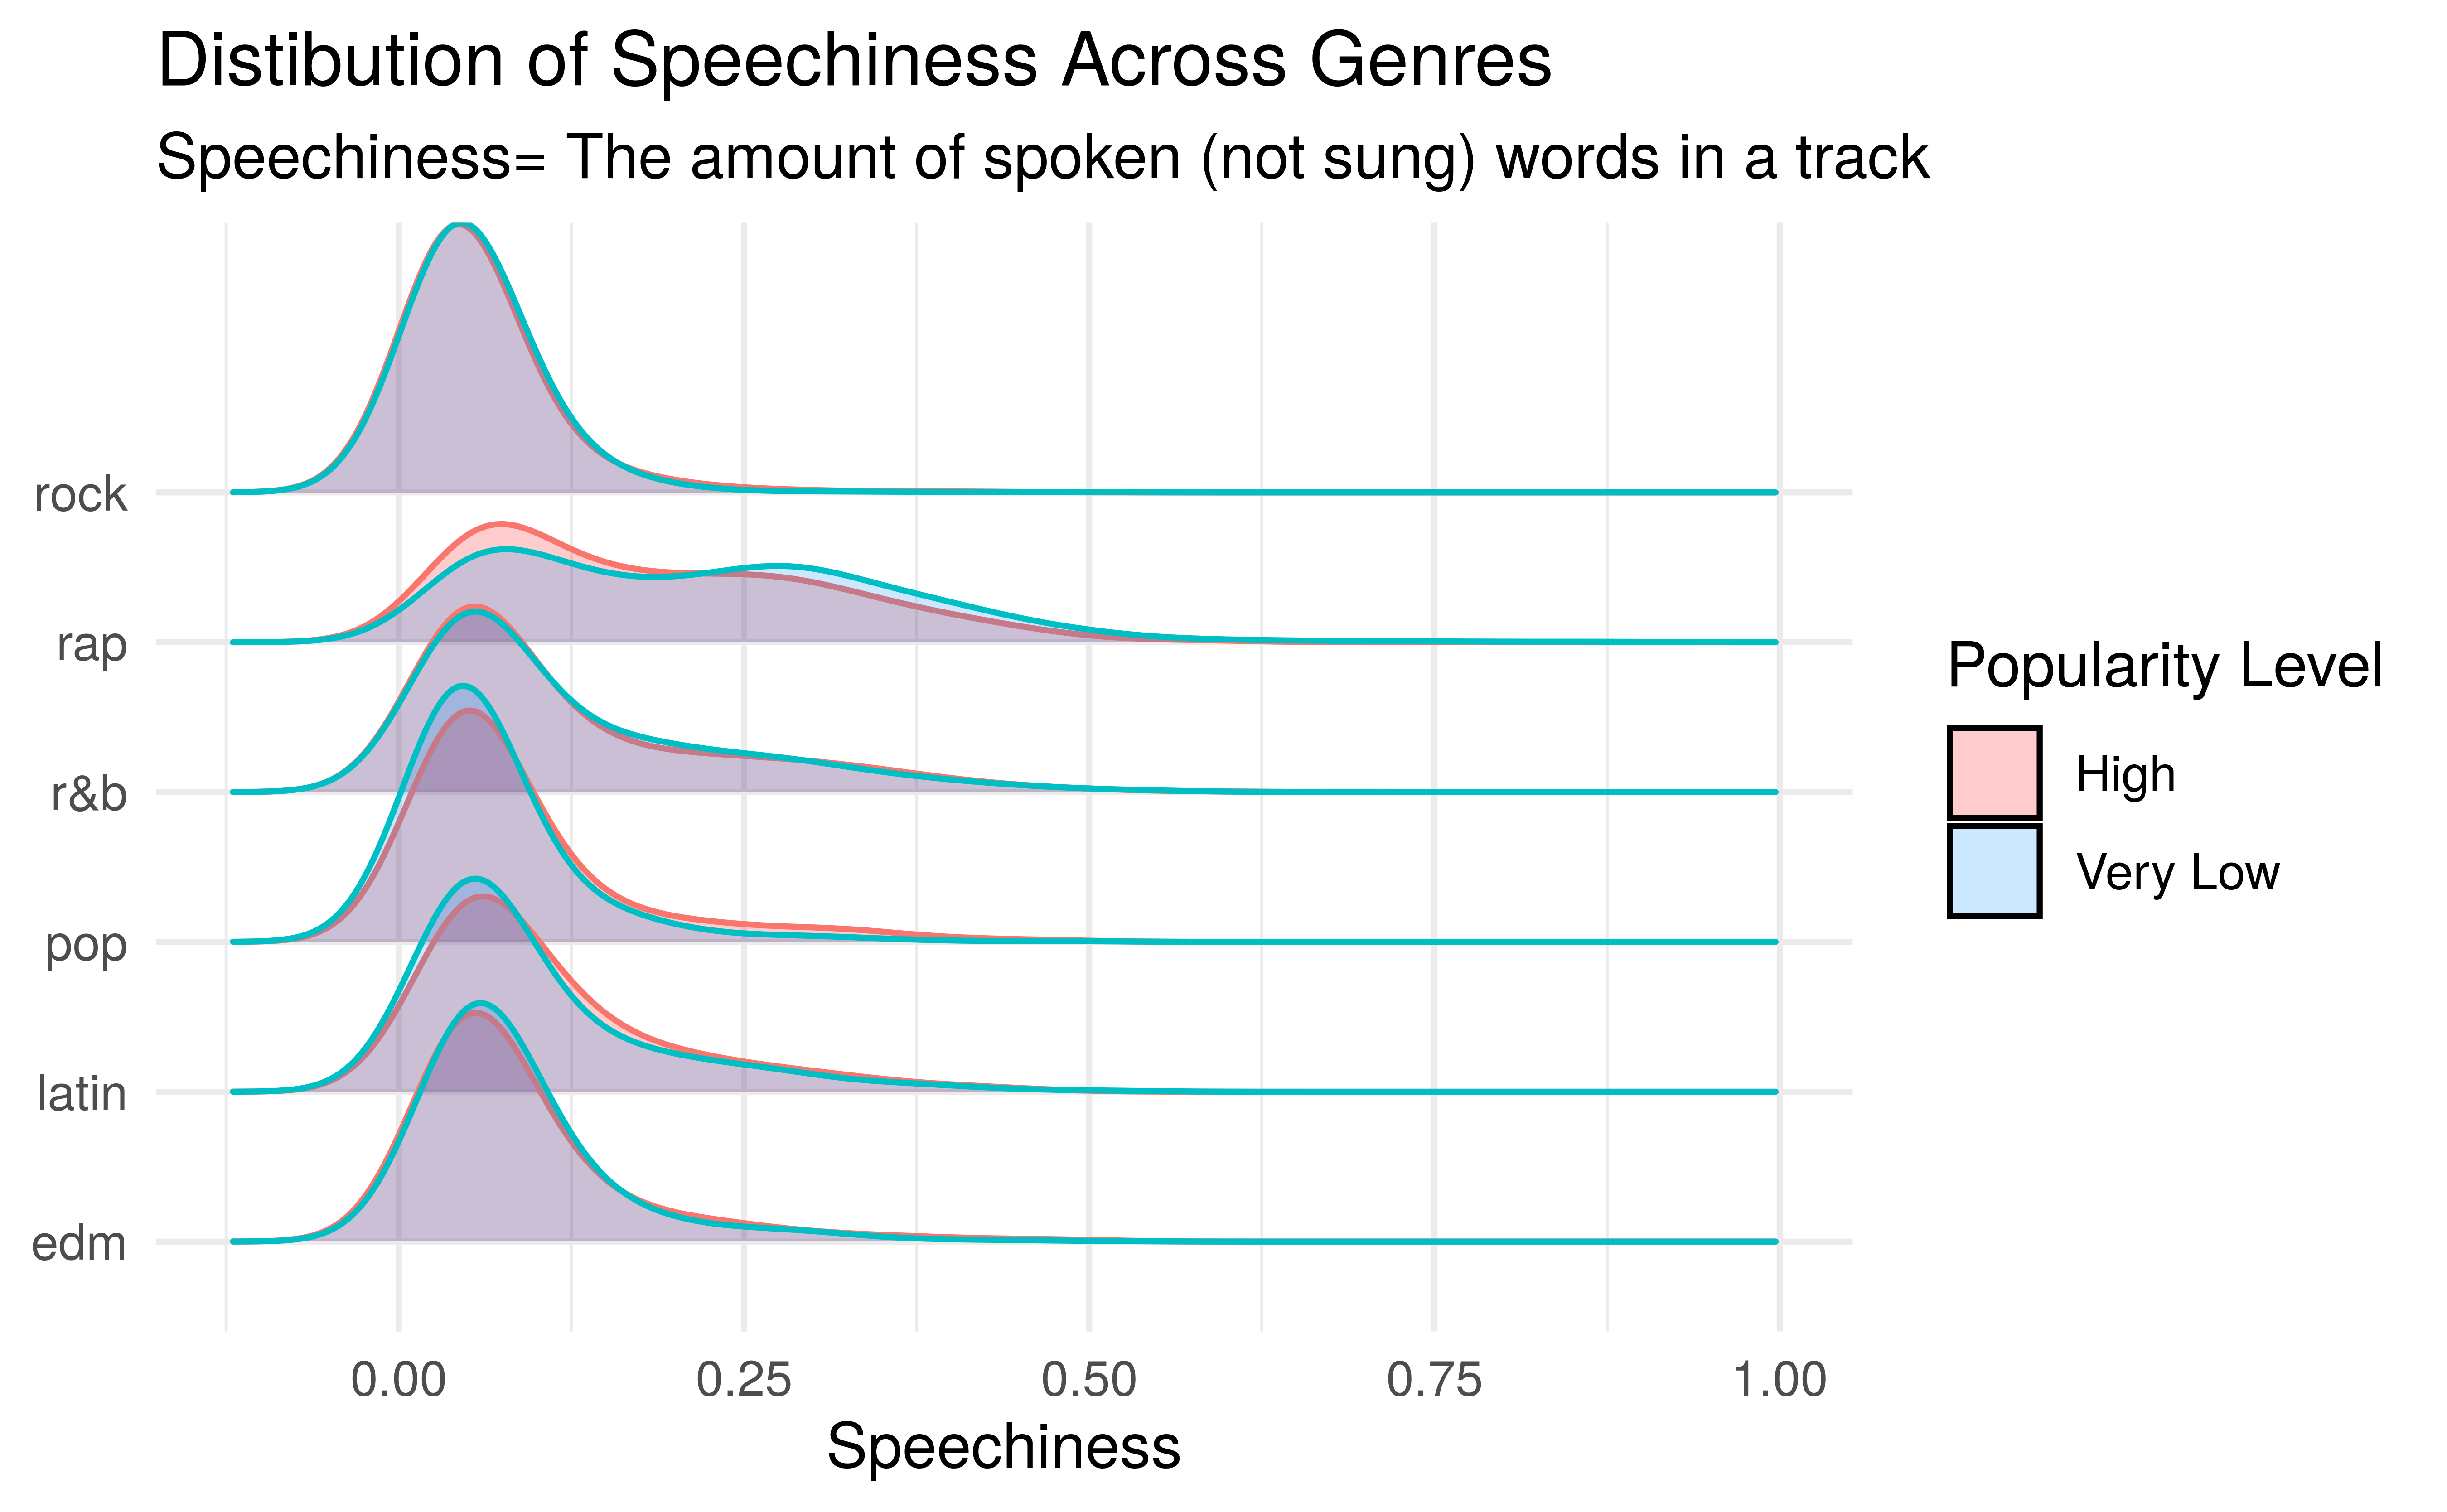 Distibution of Speechiness Across Genres
Speechiness= The amount of spoken (not sung) words in a track
rock
rap
r&b
pop
latin
edm
0.00 0.25 0.50 0.75 1.00
Speechiness
Popularity Level
High
Very Low